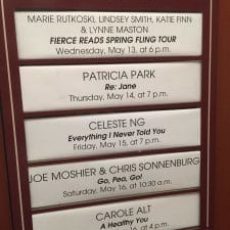 MARIE RUTKOSKI, LINDSEY SMITH, KATIE FINN
& LYNNE MASTON
FIERCE READS SPRING FLING TOUR
Wednesday, May 13, at 6 p.m.
PATRICIA PARK
Re: Jane
Thursday, May 14, at 7 p.m.
CELESTE NG
Everything I Never Told You
Friday, May 15, at 7 p.m.
JOE MOSHIER & CHRIS SONNENBURG
Go, Pea, Go!
Saturday, May 16, at 10:30 a.m.
CAROLE ALT
A Healthy You
at 4 p.m.